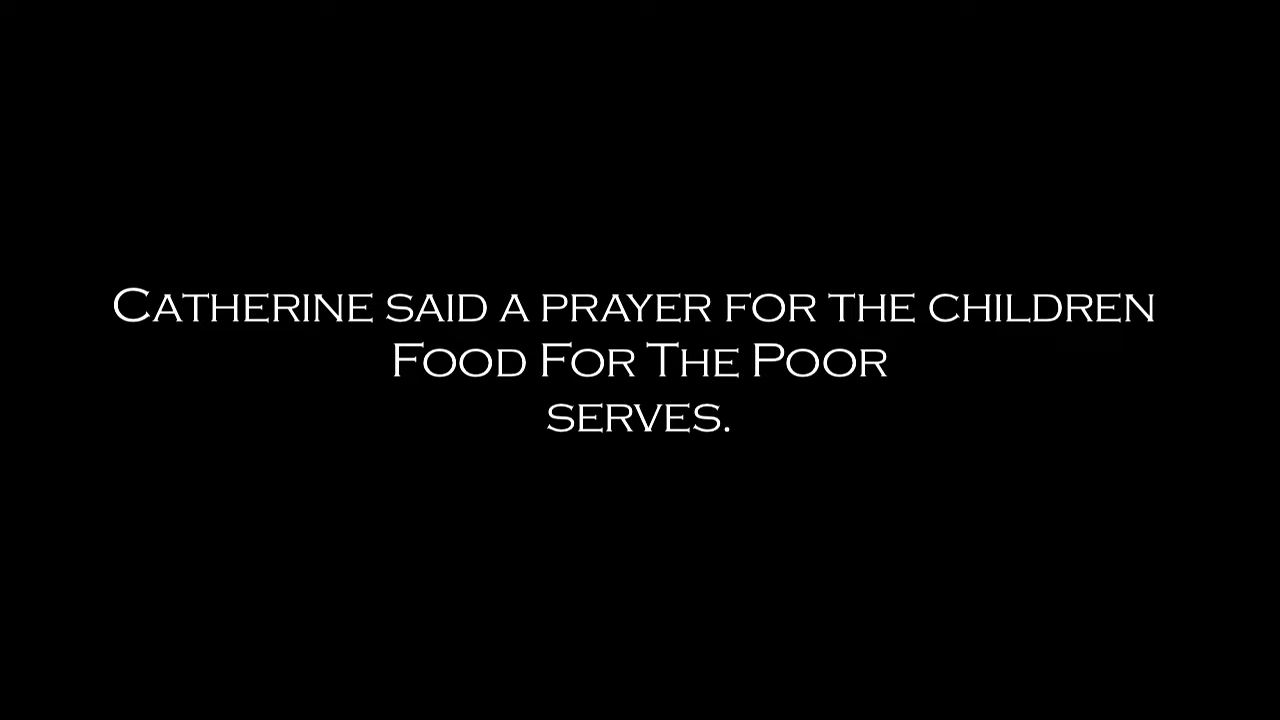 Catherine said a prayer for the children
Food For The Poor
serves.